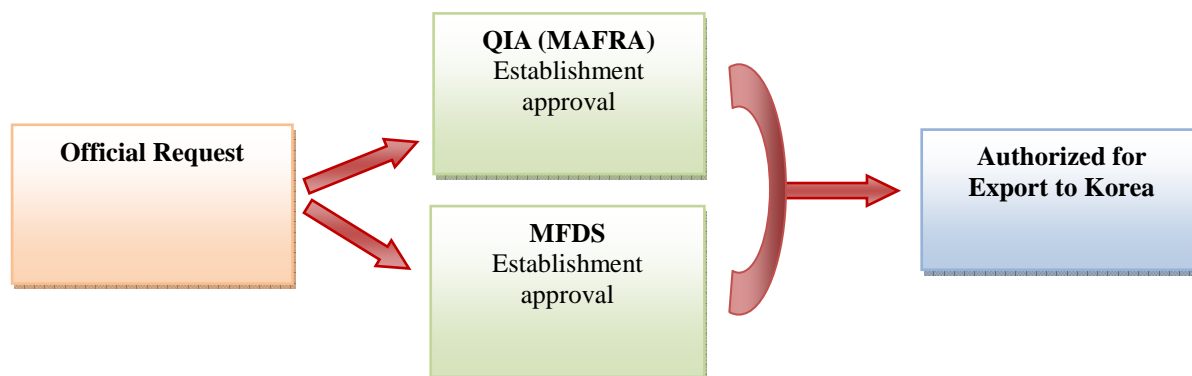 Official Request
QIA (MAFRA)
Establishment
approval
MFDS
Establishment
approval
Authorized for
Export to Korea